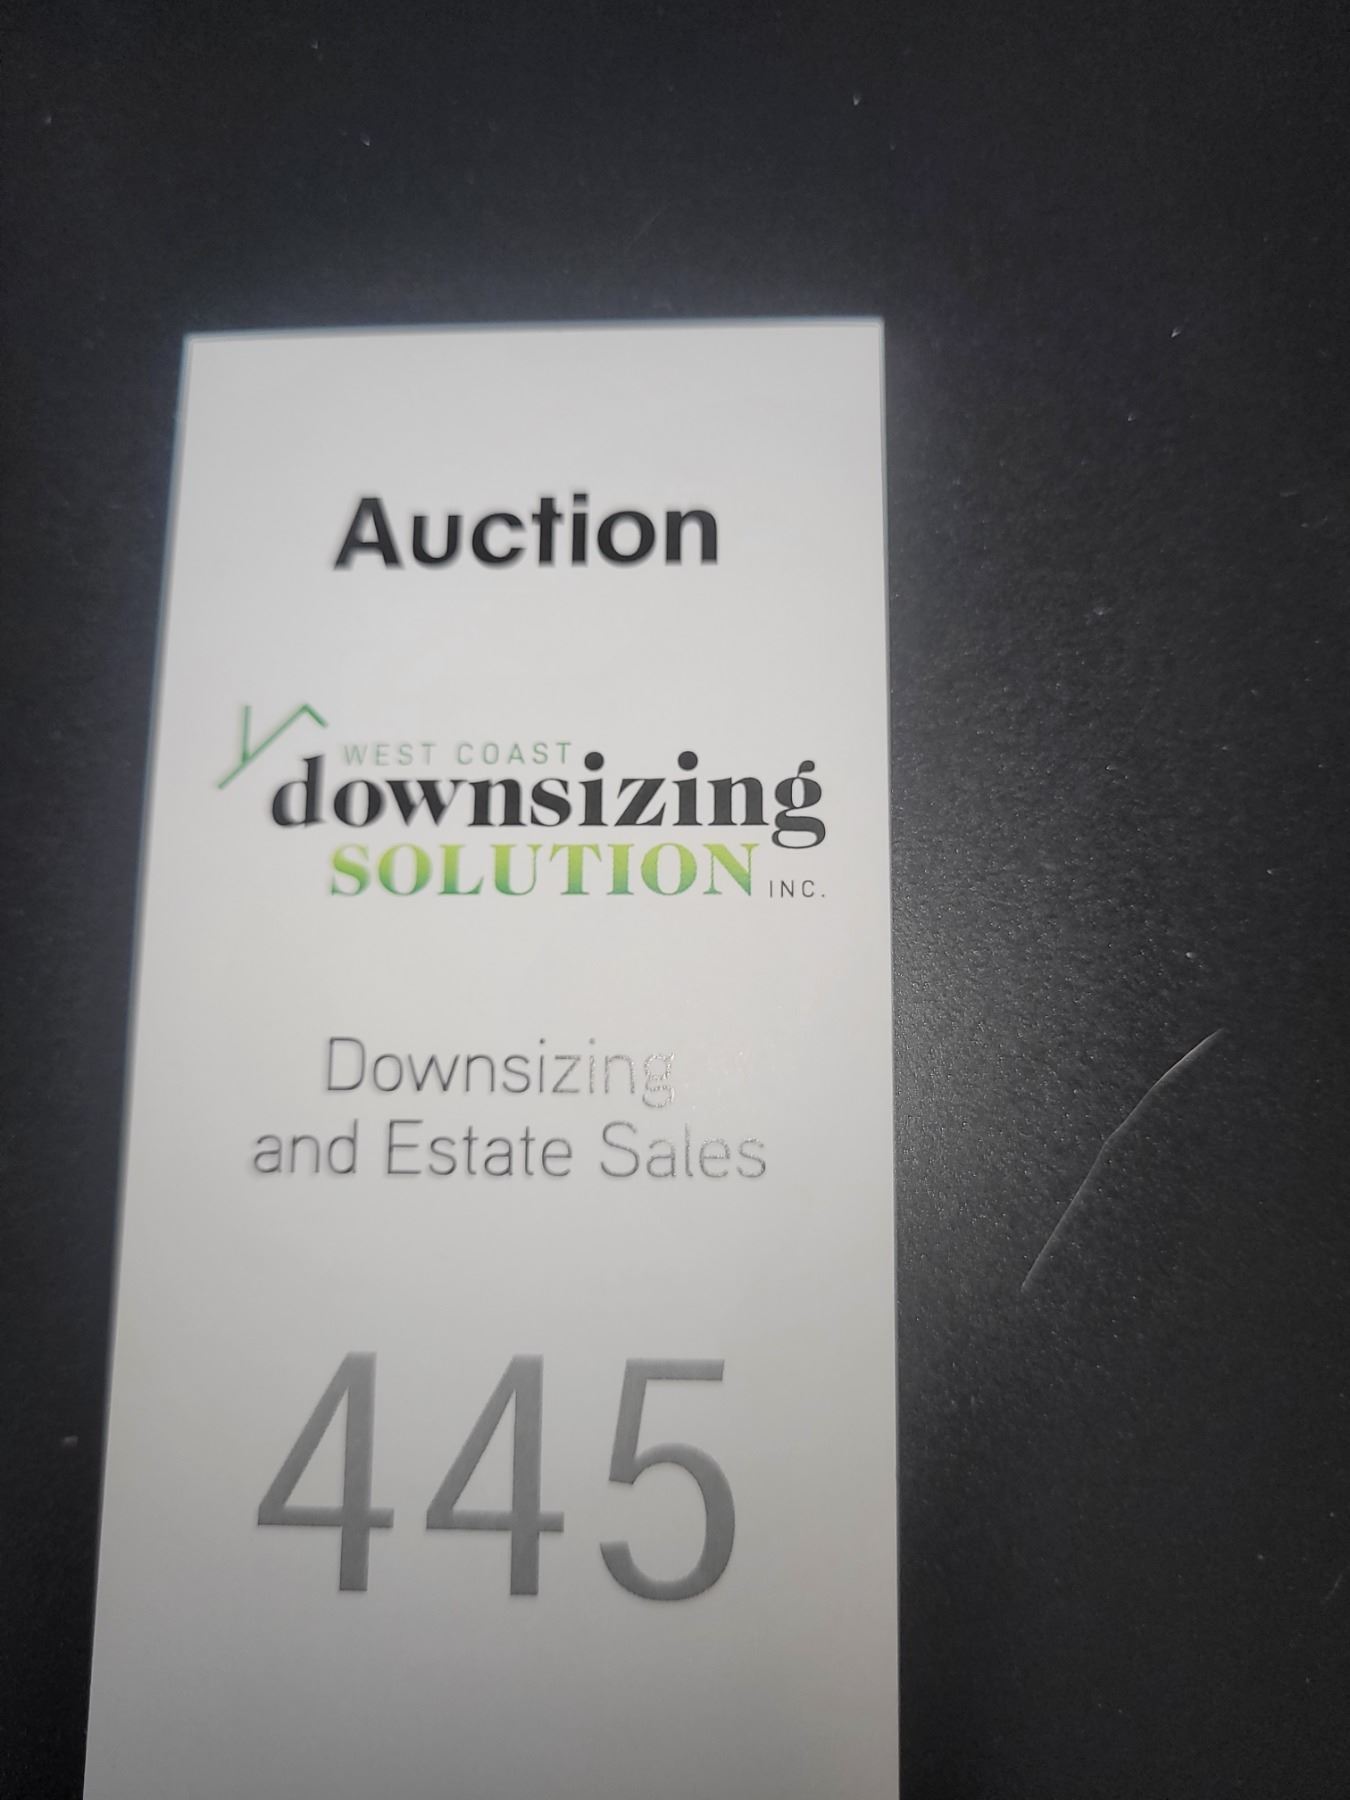 Auction
WEST COAST
downsizing
SOLUTION INC.
Downsizing
and Estate Sales
445